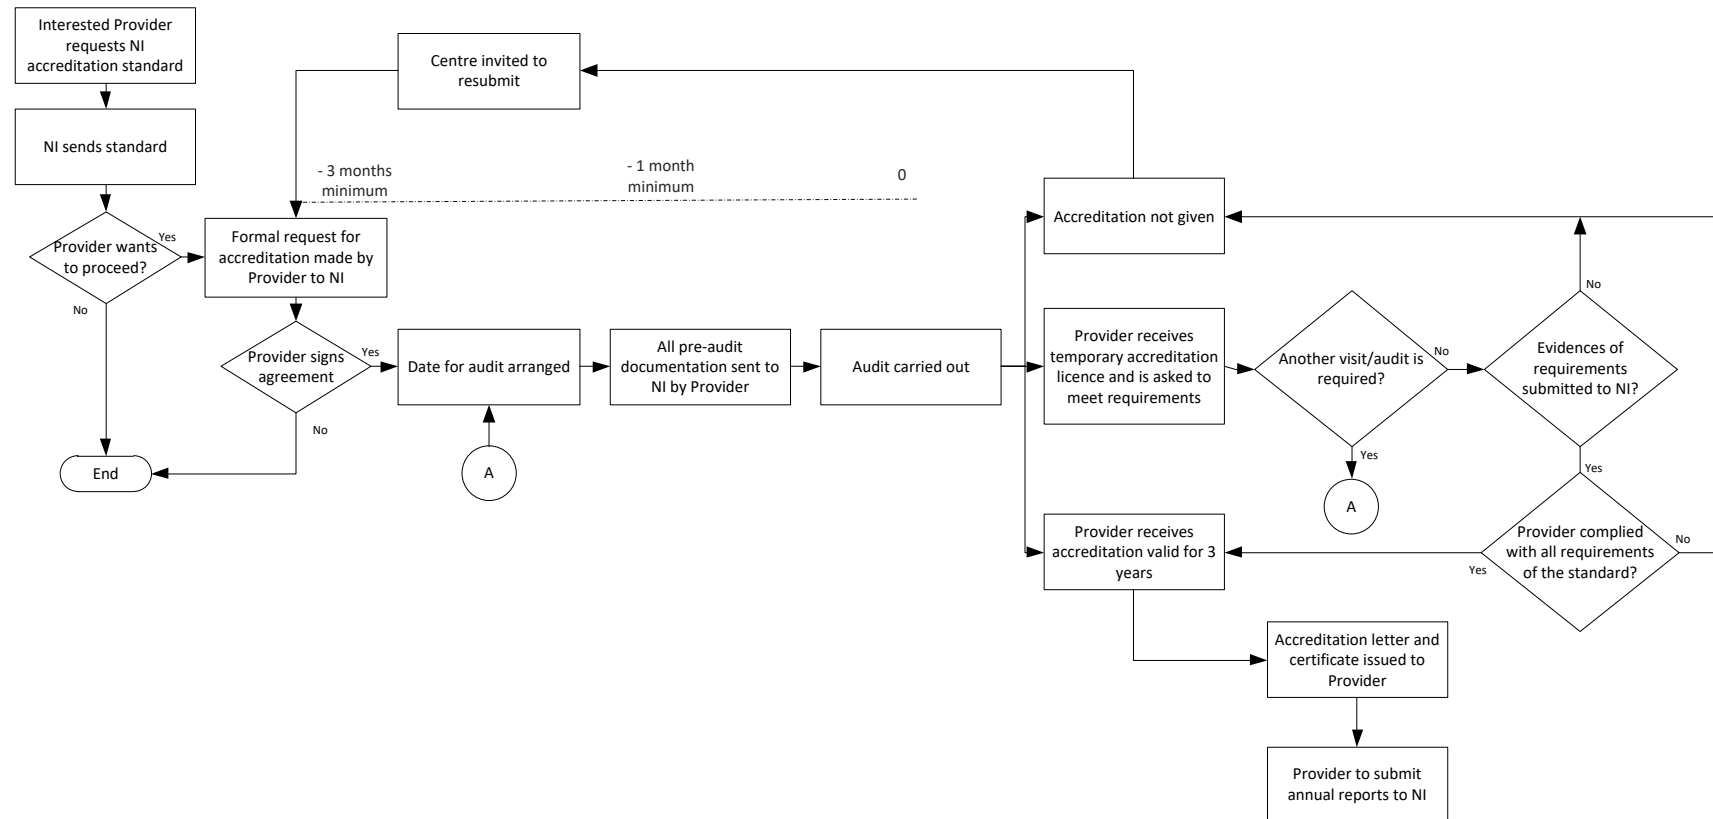 Interested Provider
requests NI
accreditation standard
NI sends standard
Provider wants
to proceed?
Yes
No
End
Centre invited to
resubmit
- 3 months
minimum
- 1 month
minimum
0
Formal request for
accreditation made by
Provider to NI
Provider signs
agreement
Yes
No
Date for audit arranged
A
All pre-audit
documentation sent to
NI by Provider
Audit carried out
Accreditation not given
Provider receives
temporary accreditation
licence and is asked to
meet requirements
Another visit/audit is
required?
No
Yes
A
Evidences of
requirements
submitted to NI?
No
Yes
Provider complied
with all requirements
of the standard?
No
Yes
Provider receives
accreditation valid for 3
years
Accreditation letter and
certificate issued to
Provider
Provider to submit
annual reports to NI